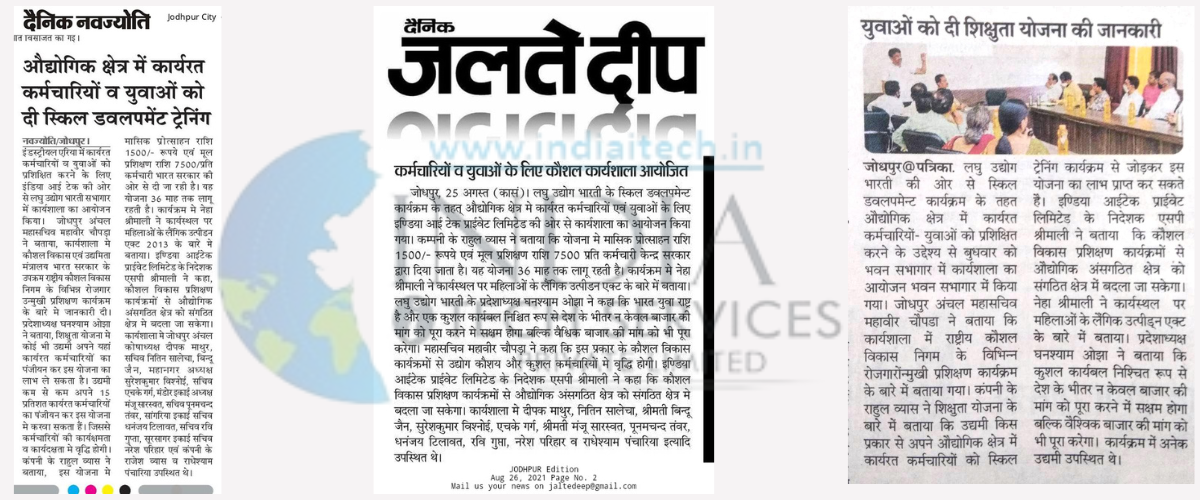 दैनिक नवज्योति
Jodhpur City
औद्योगिक क्षेत्र में कार्यरत
कर्मचारियों व युवाओं को
दी स्किल डवलपमेंट ट्रेनिंग
नवज्योति/जोधपुर।
इंडस्ट्रीयल एरिया में कार्यरत
कर्मचारियों व युवाओं को
प्रशिक्षित करने के लिए
इंडिया आई टेक की ओर
से लघु उद्योग भारती सभागार
में कार्यशाला का आयोजन
किया। जोधपुर अंचल
महासचिव महावीर चौपड़ा
ने बताया, कार्यशाला मे
कौशल विकास एवं उद्यमिता
मंत्रालय भारत सरकार के
उपक्रम राष्ट्रीय कौशल विकास
निगम के विभिन्न रोजगार
उन्मुखी प्रशिक्षण कार्यक्रम
के बारे मे जानकारी दी।
प्रदेशाध्यक्ष घनश्याम ओझा
ने बताया, शिक्षुता योजना मे
कोई भी उद्यमी अपने यहां
कार्यरत कर्मचारियों का
पंजीयन कर इस योजना का
लाभ ले सकता है। उद्यमी
कम से कम अपने 15
प्रतिशत कार्यरत कर्मचारियों
का पंजीयन कर इस योजना
मे करवा सकता हैं। जिससे
कर्मचारियों की कार्यक्षमता
व कार्यदक्षता मे वृद्धि होगी।
कंपनी के राहुल व्यास ने
बताया, इस योजना मे
मासिक प्रोत्साहन राशि
1500/- रूपये एवं मूल
प्रशिक्षण राशि 7500/प्रति
कर्मचारी भारत सरकार की
ओर से दी जा रही है। यह
योजना 36 माह तक लागू
रहती है। कार्यक्रम मे नेहा
श्रीमाली ने कार्यस्थल पर
महिलाओं के लैंगिक उत्पीडन
एक्ट 2013 के बारे मे
बताया। इण्डिया आईटेक
प्राईवेट लिमिटेड के निदेशक
एसपी श्रीमाली ने कहा,
कौशल विकास प्रशिक्षण
कार्यक्रमों से औद्योगिक
असंगठित क्षेत्र को संगठित
क्षेत्र मे बदला जा सकेगा।
कार्यशाला मे जोधपुर अंचल
कोषाध्यक्ष दीपक माथुर,
सचिव नितिन सालेचा, बिन्दू
जैन, महानगर अध्यक्ष
सुरेशकुमार विश्नोई, सचिव
एचके गर्ग, मंडोर इकाई अध्यक्ष
मंजू सारस्वत, सचिव पूनमचन्द
तंवर, सांगरिया इकाई सचिव
धनंजय टिलावत, सचिव रवि
गुप्ता, सूरसागर इकाई सचिव
नरेश परिहार एवं कंपनी के
राजेश व्यास व राधेश्याम
पंचारिया उपस्थित थे।
दैनिक
जलते दीप
www.indiaitech.in
कर्मचारियों व युवाओं के लिए कौशल कार्यशाला आयोजित
जोधपुर, 25 अगस्त (कासं)। लघु उद्योग भारती के स्किल डवलपमेन्ट
कार्यक्रम के तहत् औद्योगिक क्षेत्र मे कार्यरत कर्मचारियों एवं युवाओं के लिए
इण्डिया आई टेक प्राईवेट लिमिटेड की ओर से कार्यशाला का आयोजन किया
गया। कम्पनी के राहुल व्यास ने बताया कि योजना मे मासिक प्रोत्साहन राशि
1500/- रूपये एवं मूल प्रशिक्षण राशि 7500 प्रति कर्मचारी केन्द्र सरकार
द्वारा दिया जाता है। यह योजना 36 माह तक लागू रहती है। कार्यक्रम में नेहा
श्रीमाली ने कार्यस्थल पर महिलाओं के लैंगिक उत्पीडन एक्ट के बारे में बताया।
लघु उद्योग भारती के प्रदेशाध्यक्ष घनश्याम ओझा ने कहा कि भारत युवा राष्ट्र
है और एक कुशल कार्यबल निश्चित रूप से देश के भीतर न केवल बाजार की
मांग को पूरा करने मे सक्षम होगा बल्कि वैश्विक बाजार की मांग को भी पूरा
करेगा। महासचिव महावीर चौपड़ा ने कहा कि इस प्रकार के कौशल विकास
कार्यक्रमों से उद्योग कौशय और कुशल कर्मचारियों में वृद्धि होगी। इण्डिया
आईटेक प्राईवेट लिमिटेड के निदेशक एसपी श्रीमाली ने कहा कि कौशल
विकास प्रशिक्षण कार्यक्रमों से औद्योगिक असंगठित क्षेत्र को संगठित क्षेत्र मे
बदला जा सकेगा। कार्यशाला मे दीपक माथुर, नितिन सालेचा, श्रीमती बिन्दू
जैन, सुरेशकुमार विश्नोई, एचके गर्ग, श्रीमती मंजू सारस्वत, पूनमचन्द तंवर,
धनंजय टिलावत, रवि गुप्ता, नरेश परिहार व राधेश्याम पंचारिया इत्यादि
उपस्थित थे।
JODHPUR Edition
Aug 26, 2021 Page No. 2
Mail us your news on jaltedeep@gmail.com
INDIA
SERVICES
PRIVATE LIMITED
युवाओं को दी शिक्षुता योजना की जानकारी
जोधपुर@पत्रिका. लघु उद्योग
भारती की ओर से स्किल
डवलपमेन्ट कार्यक्रम के तहत
औद्योगिक क्षेत्र में कार्यरत
कर्मचारियों- युवाओं को प्रशिक्षित
करने के उद्देश्य से बुधवार को
भवन सभागार में कार्यशाला का
आयोजन भवन सभागार में किया
गया। जोधपुर अंचल महासचिव
महावीर चौपडा ने बताया कि
कार्यशाला में राष्ट्रीय कौशल
विकास निगम के विभिन्न
रोजगारोन्मुखी प्रशिक्षण कार्यक्रम
के बारे में बताया गया। कंपनी के
राहुल व्यास ने शिक्षुता योजना के
बारे में बताया कि उद्यमी किस
प्रकार से अपने औद्योगिक क्षेत्र में
कार्यरत कर्मचारियों को स्किल
ट्रेनिंग कार्यक्रम से जोड़कर इस
योजना का लाभ प्राप्त कर सकते
है। इण्डिया आईटेक प्राईवेट
लिमिटेड के निदेशक एसपी
श्रीमाली ने बताया कि कौशल
विकास प्रशिक्षण कार्यक्रमों से
औद्योगिक असंगठित क्षेत्र को
संगठित क्षेत्र में बदला जा सकेगा।
नेहा श्रीमाली ने कार्यस्थल पर
महिलाओं के लैंगिक उत्पीड़न एक्ट
के बारे में बताया। प्रदेशाध्यक्ष
घनश्याम ओझा ने बताया कि
कुशल कार्यबल निश्चित रूप से
देश के भीतर न केवल बाजार की
मांग को पूरा करने में सक्षम होगा
बल्कि वैश्विक बाजार की मांग को
भी पूरा करेगा। कार्यक्रम में अनेक
उद्यमी उपस्थित थे।